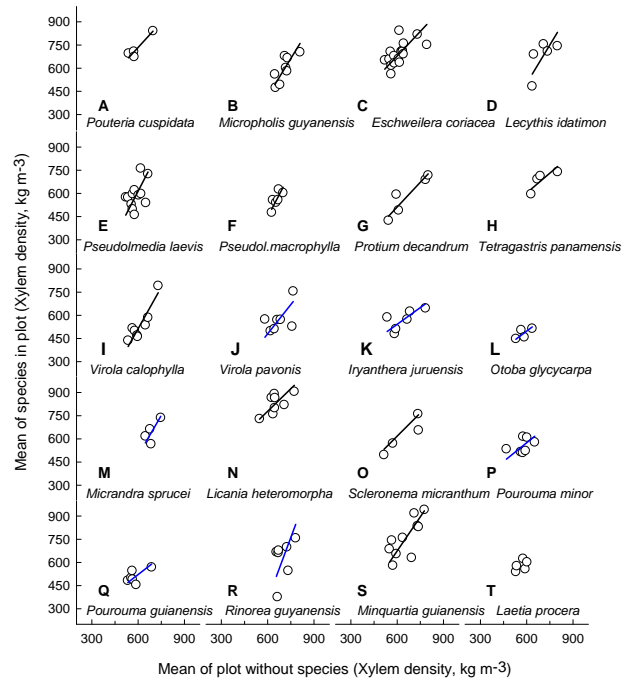 900
750
600
450
300
A
B
C
D
Pouteria cuspidata
Micropholis guyanensis
Eschweilera coriacea
Lecythis idatimon
900
750
600
450
300
E
F
G
H
Pseudolmedia laevis
Pseudol.macrophylla
Protium decandrum
Tetragastris panamensis
900
750
600
450
300
I
J
K
L
Virola calophylla
Virola pavonis
Iryanthera juruensis
Otoba glycycarpa
900
750
600
450
300
M
N
O
P
Micrandra sprucei
Licania heteromorpha
Scleronema micranthum
Pourouma minor
900
750
600
450
300
Q
R
S
T
Pourouma guianensis
Rinorea guyanensis
Minquartia guianensis
Laetia procera
300 600 900 300 600 900 300 600 900 300 600 900
Mean of species in plot (Xylem density, kg m-3)
Mean of plot without species (Xylem density, kg m-3)